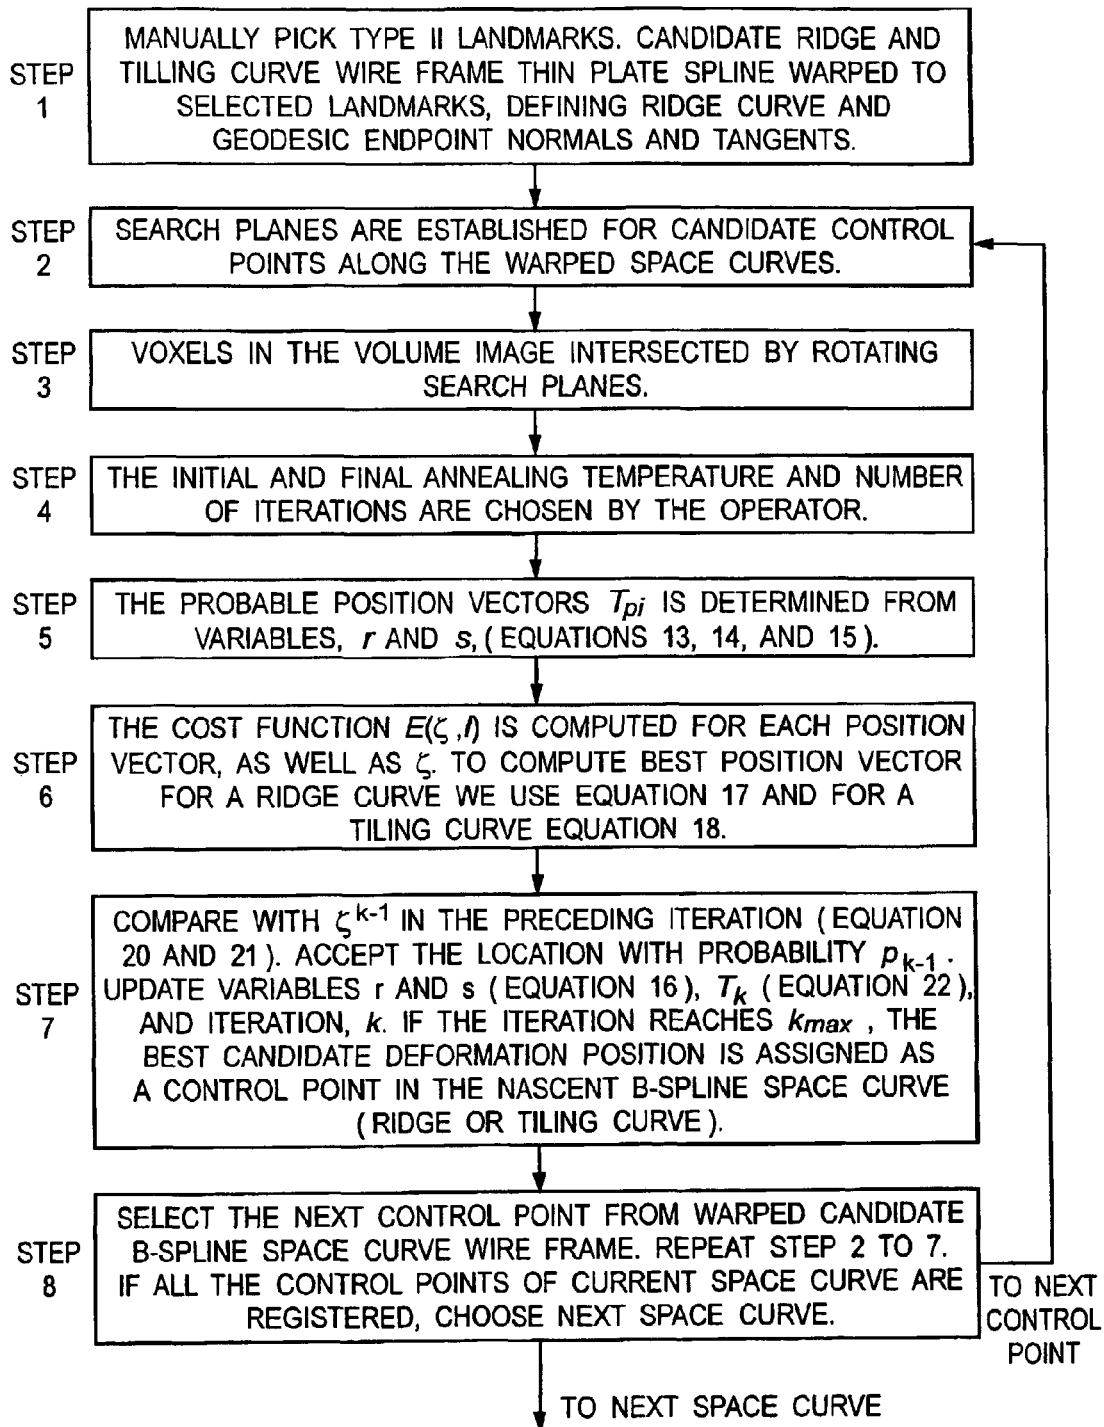 STEP 1
MANUALLY PICK TYPE II LANDMARKS. CANDIDATE RIDGE AND
TILLING CURVE WIRE FRAME THIN PLATE SPLINE WARPED TO
SELECTED LANDMARKS, DEFINING RIDGE CURVE AND
GEODESIC ENDPOINT NORMALS AND TANGENTS.
STEP 2
SEARCH PLANES ARE ESTABLISHED FOR CANDIDATE CONTROL
POINTS ALONG THE WARPED SPACE CURVES.
STEP 3
VOXELS IN THE VOLUME IMAGE INTERSECTED BY ROTATING
SEARCH PLANES.
STEP 4
THE INITIAL AND FINAL ANNEALING TEMPERATURE AND NUMBER
OF ITERATIONS ARE CHOSEN BY THE OPERATOR.
STEP 5
THE PROBABLE POSITION VECTORS T_pi IS DETERMINED FROM
VARIABLES, r AND s, (EQUATIONS 13, 14, AND 15).
STEP 6
THE COST FUNCTION E(ζ,I) IS COMPUTED FOR EACH POSITION
VECTOR, AS WELL AS ζ. TO COMPUTE BEST POSITION VECTOR
FOR A RIDGE CURVE WE USE EQUATION 17 AND FOR A
TILING CURVE EQUATION 18.
STEP 7
COMPARE WITH ζ^k-1 IN THE PRECEDING ITERATION (EQUATION
20 AND 21). ACCEPT THE LOCATION WITH PROBABILITY p_k-1.
UPDATE VARIABLES r AND s (EQUATION 16), T_k (EQUATION 22),
AND ITERATION, k. IF THE ITERATION REACHES k_max, THE
BEST CANDIDATE DEFORMATION POSITION IS ASSIGNED AS
A CONTROL POINT IN THE NASCENT B-SPLINE SPACE CURVE
(RIDGE OR TILING CURVE).
STEP 8
SELECT THE NEXT CONTROL POINT FROM WARPED CANDIDATE
B-SPLINE SPACE CURVE WIRE FRAME. REPEAT STEP 2 TO 7.
IF ALL THE CONTROL POINTS OF CURRENT SPACE CURVE ARE
REGISTERED, CHOOSE NEXT SPACE CURVE.
TO NEXT
CONTROL
POINT
TO NEXT SPACE CURVE